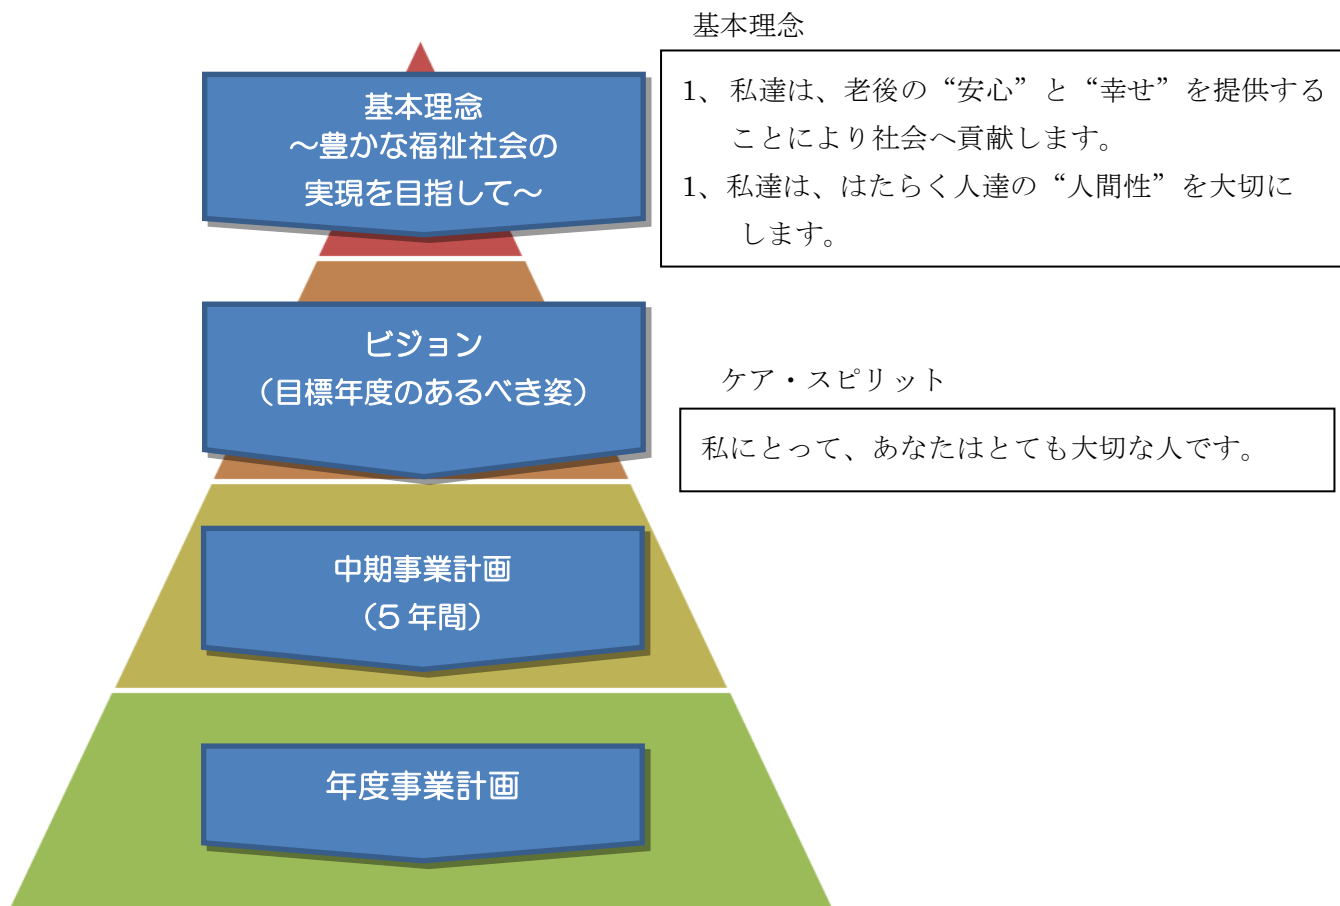 基本理念
1、私達は、老後の“安心”と“幸せ”を提供する
ことにより社会へ貢献します。
1、私達は、はたらく人達の“人間性”を大切に
します。
基本理念
～豊かな福祉社会の
実現を目指して～
ビジョン
（目標年度のあるべき姿）
ケア・スピリット
私にとって、あなたはとても大切な人です。
中期事業計画
（5 年間）
年度事業計画